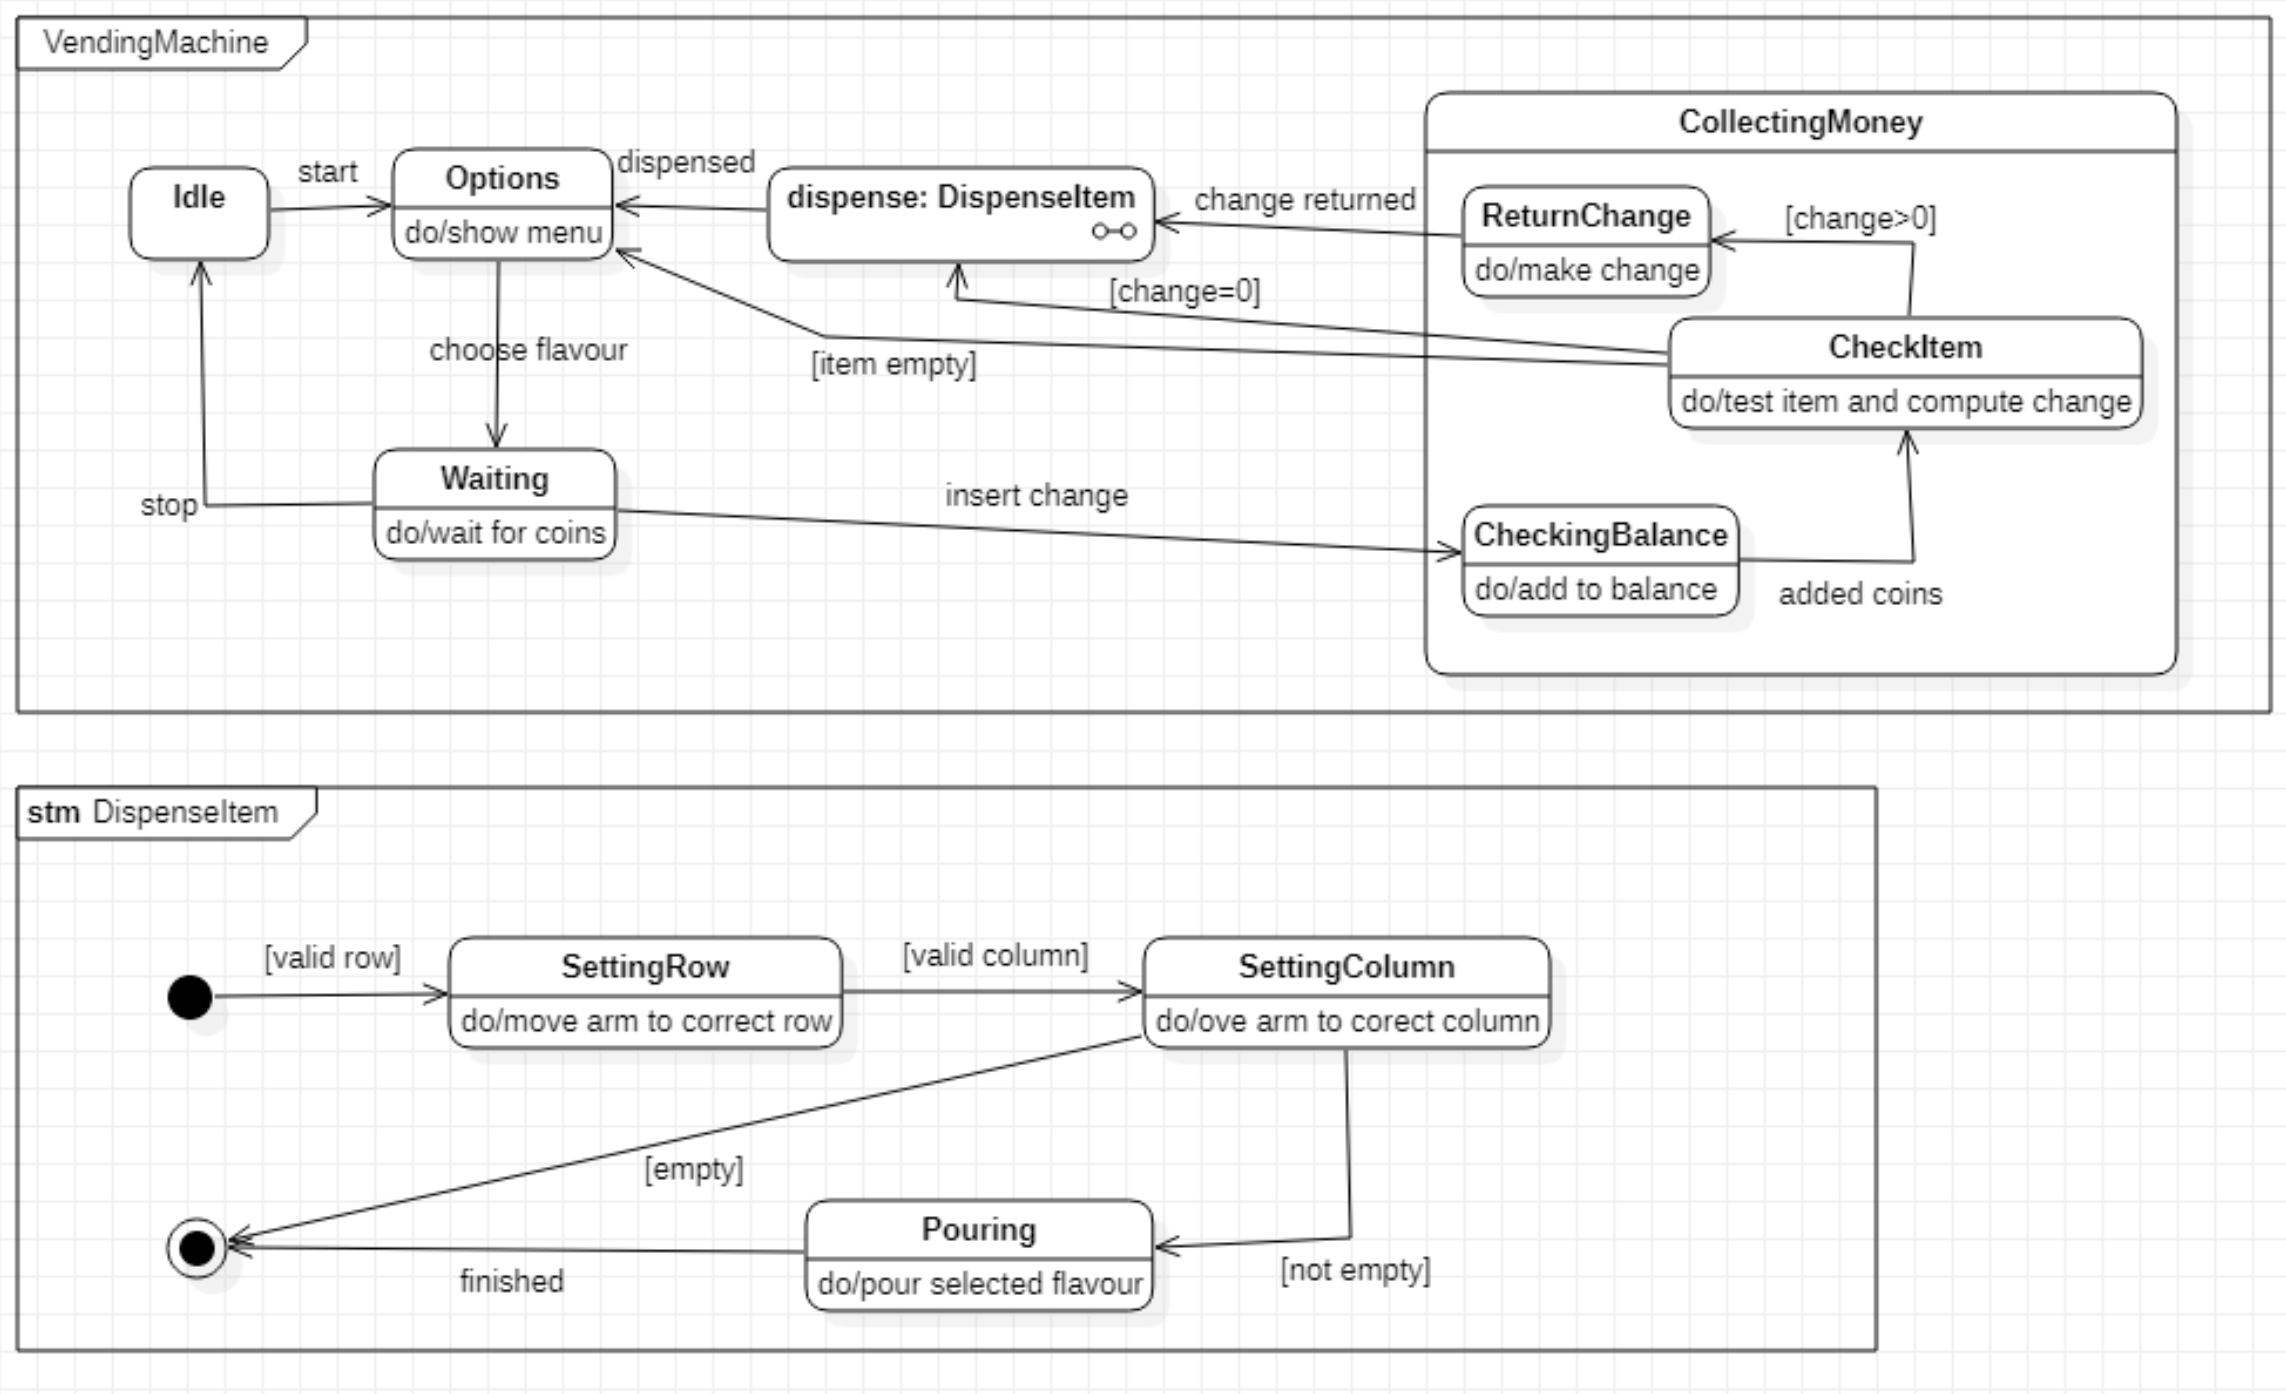 VendingMachine
CollectingMoney
Idle
start
Options
do/show menu
dispensed
dispense: DispenseItem
change returned
ReturnChange
do/make change
[change>0]
[change=0]
[item empty]
CheckItem
do/test item and compute change
choose flavour
stop
Waiting
do/wait for coins
insert change
CheckingBalance
do/add to balance
added coins
stm DispenseItem
[valid row]
SettingRow
do/move arm to correct row
[valid column]
SettingColumn
do/ove arm to corect column
[empty]
Pouring
do/pour selected flavour
[not empty]
finished